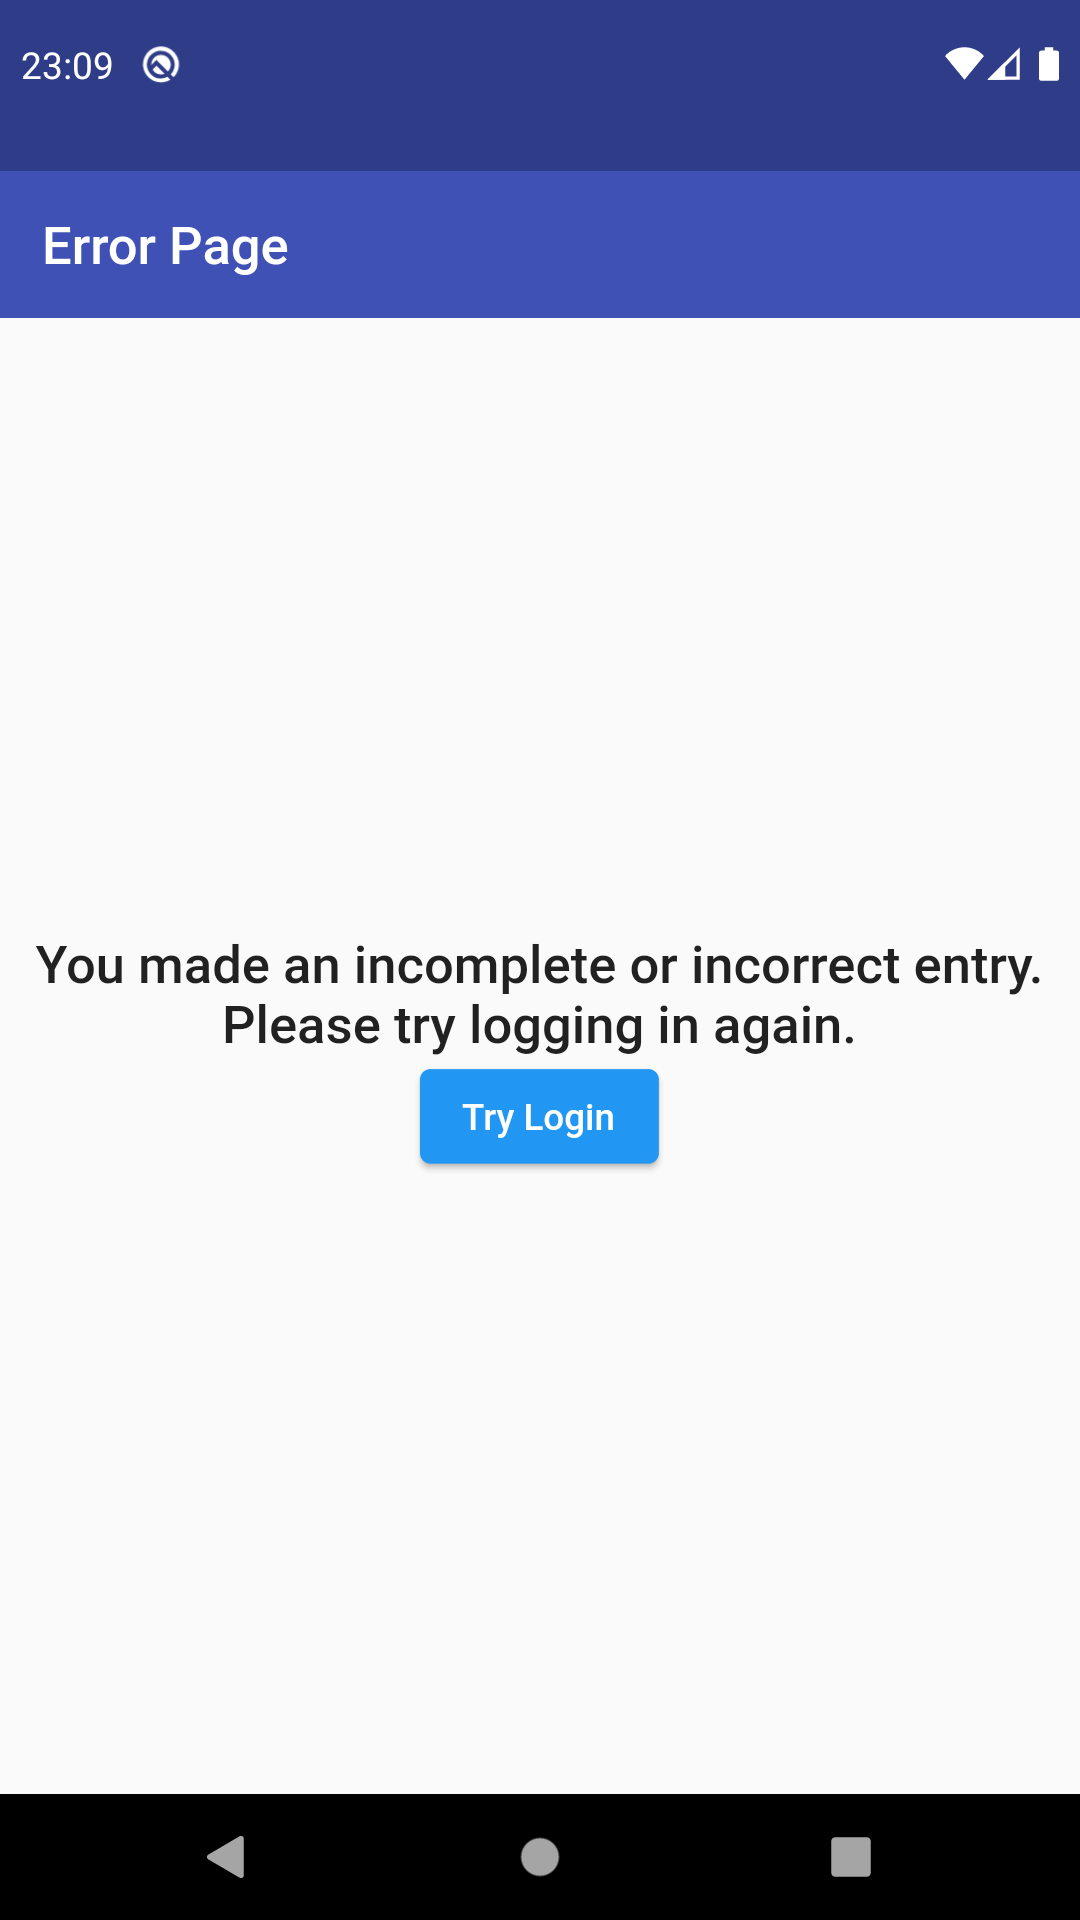 23:09
Error Page
You made an incomplete or incorrect entry.
Please try logging in again.
Try Login